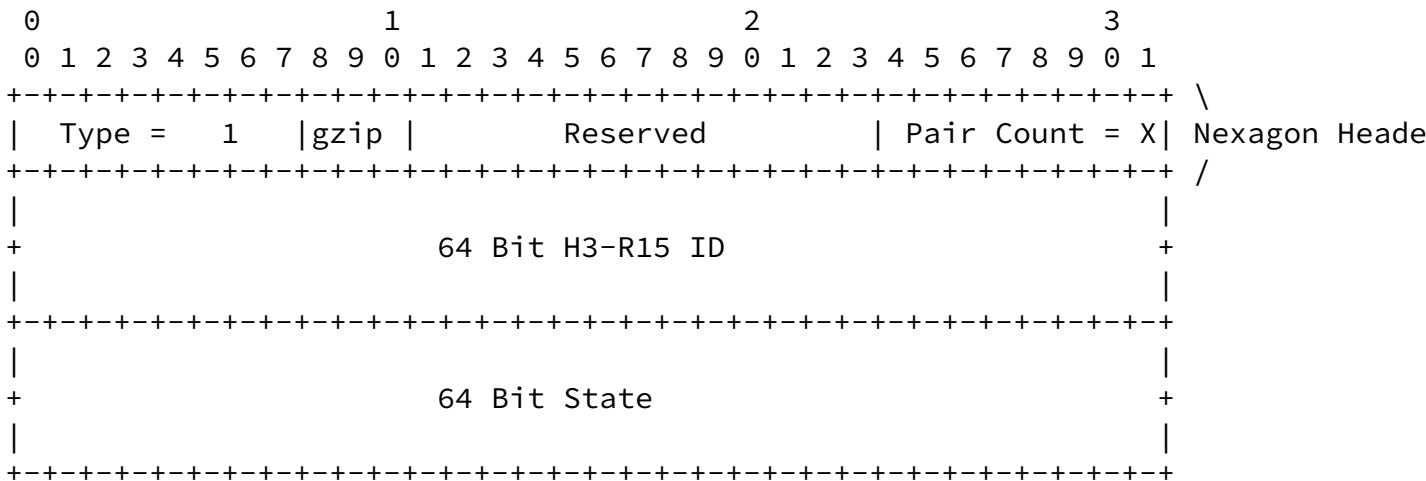 0                   1                   2                   3
 0 1 2 3 4 5 6 7 8 9 0 1 2 3 4 5 6 7 8 9 0 1 2 3 4 5 6 7 8 9 0 1
+-+-+-+-+-+-+-+-+-+-+-+-+-+-+-+-+-+-+-+-+-+-+-+-+-+-+-+-+-+-+-+-+ \
|  Type =   1   |gzip |        Reserved         | Pair Count = X| Nexagon Heade
+-+-+-+-+-+-+-+-+-+-+-+-+-+-+-+-+-+-+-+-+-+-+-+-+-+-+-+-+-+-+-+-+ /
|                                                               |
+                       64 Bit H3-R15 ID                        +
|                                                               |
+-+-+-+-+-+-+-+-+-+-+-+-+-+-+-+-+-+-+-+-+-+-+-+-+-+-+-+-+-+-+-+-+
|                                                               |
+                       64 Bit State                            +
|                                                               |
+-+-+-+-+-+-+-+-+-+-+-+-+-+-+-+-+-+-+-+-+-+-+-+-+-+-+-+-+-+-+-+-+